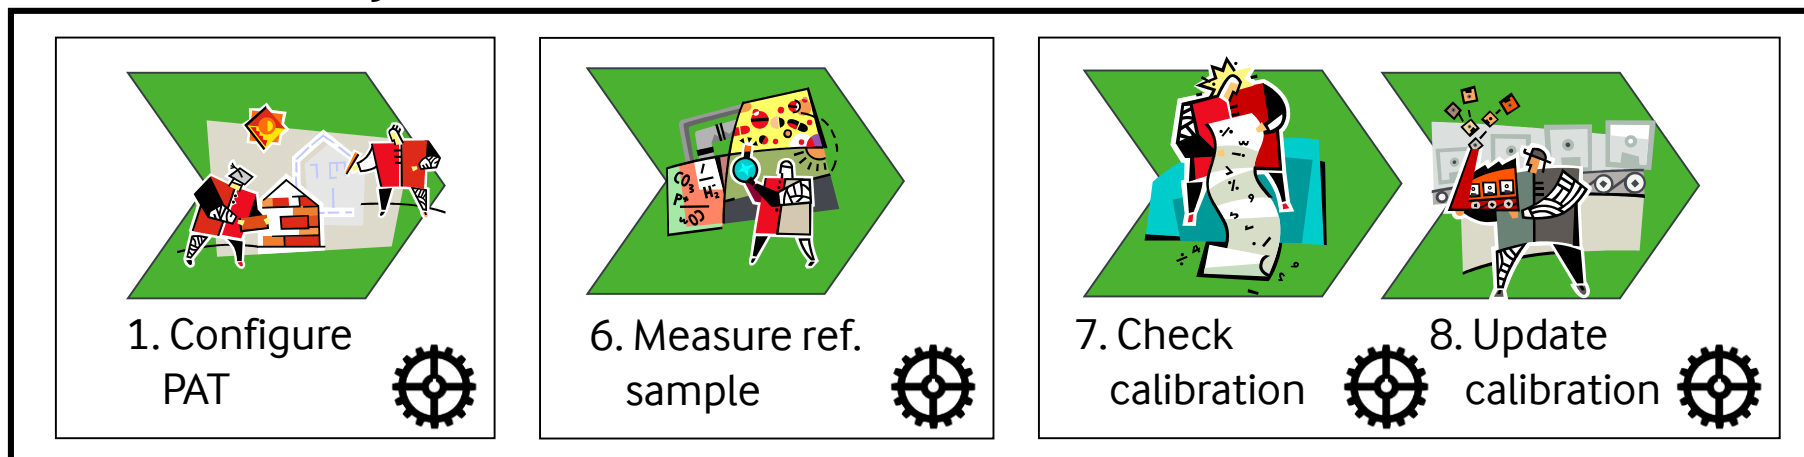 1. Configure
PAT
6. Measure ref.
sample
7. Check
calibration
8. Update
calibration